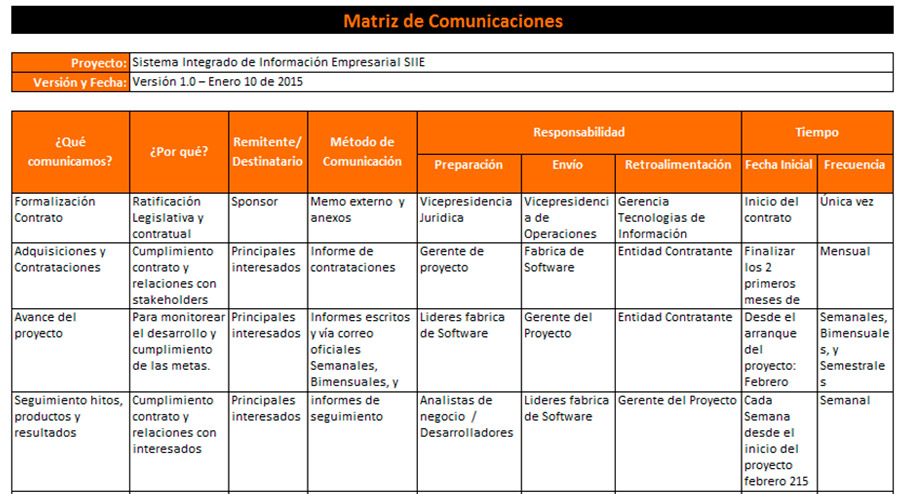 Matriz de Comunicaciones
Proyecto: Sistema Integrado de Información Empresarial SIIE
Versión y Fecha: Versión 1.0 – Enero 10 de 2015
¿Qué
comunicamos?
¿Por qué?
Remitente/
Destinatario
Método de
Comunicación
Responsabilidad
Tiempo
Preparación
Envío
Retroalimentación
Fecha Inicial
Frecuencia
Formalización
Contrato
Ratificación
Legislativa y
contratual
Sponsor
Memo externo y
anexos
Vicepresidencia
Juridica
Vicepresidenci
a de
Operaciones
Gerencia
Tecnologias de
Información
Inicio del
contrato
Única vez
Adquisiciones y
Contrataciones
Cumplimiento
contrato y
relaciones con
stakeholders
Principales
interesados
Informe de
contrataciones
Gerente de
proyecto
Fabrica de
Software
Entidad Contratante
Finalizar
los 2
primeros
meses de
Mensual
Avance del
proyecto
Para monitorear
el desarrollo y
cumplimiento
de las metas.
Principales
interesados
Informes escritos
y vía correo
oficiales
Semanales,
Bimensuales, y
Lideres fabrica
de Software
Gerente del
Proyecto
Entidad Contratante
Desde el
arranque
del
proyecto:
Febrero
Semanales,
Bimensuale
s, y
Semestrale
s
Seguimiento hitos,
productos y
resultados
Cumplimiento
contrato y
relaciones con
interesados
Principales
interesados
informes de
seguimiento
Analistas de
negocio /
Desarrolladores
Lideres fabrica
de Software
Gerente del Proyecto
Cada
Semana
desde el
inicio del
proyecto
febrero 215
Semanal